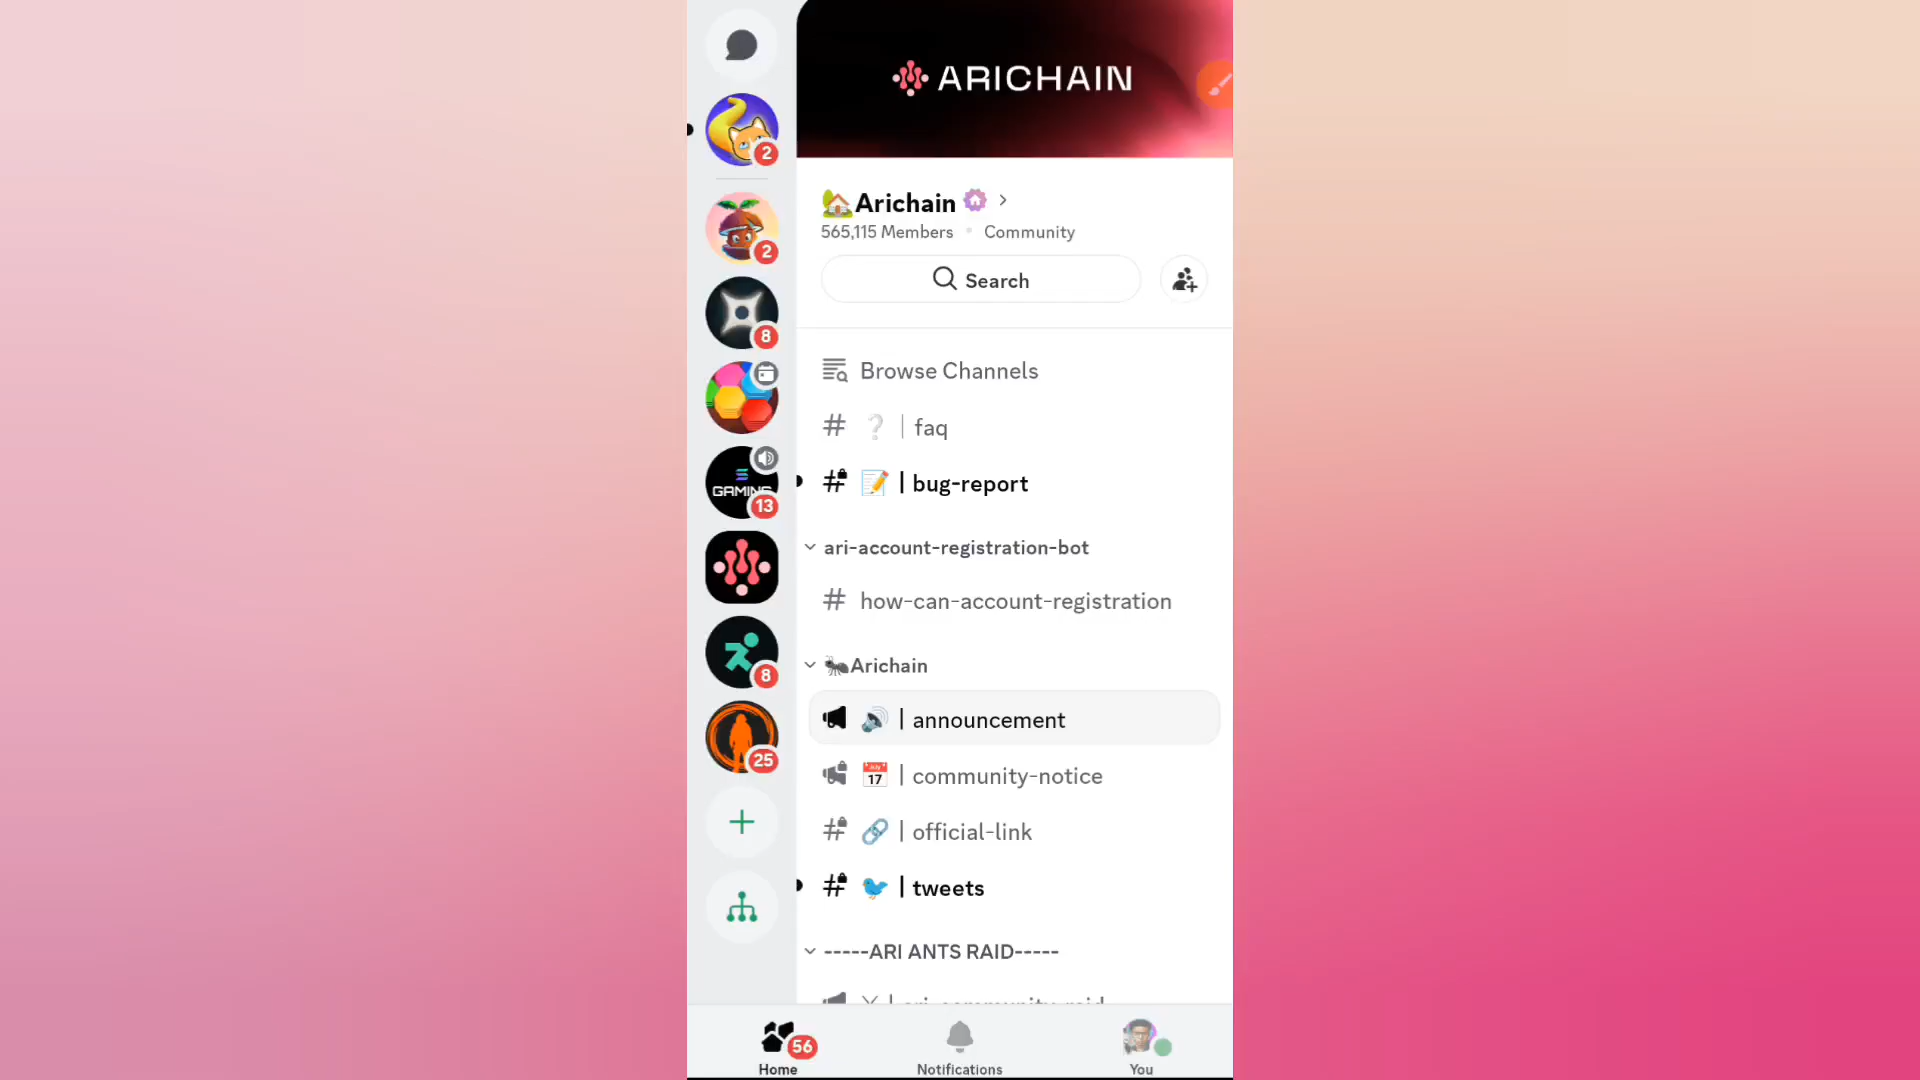 ARICHAIN
2
🏡Arichain
565,115 Members • Community
Search
2
8
Browse Channels
❔ | faq
GAMING
13
📝 | bug-report
ari-account-registration-bot
how-can-account-registration
8
🐜Arichain
🔊 | announcement
25
JULY
17
| community-notice
🔗 | official-link
🐦 | tweets
-----ARI ANTS RAID-----
56
Home
Notifications
You